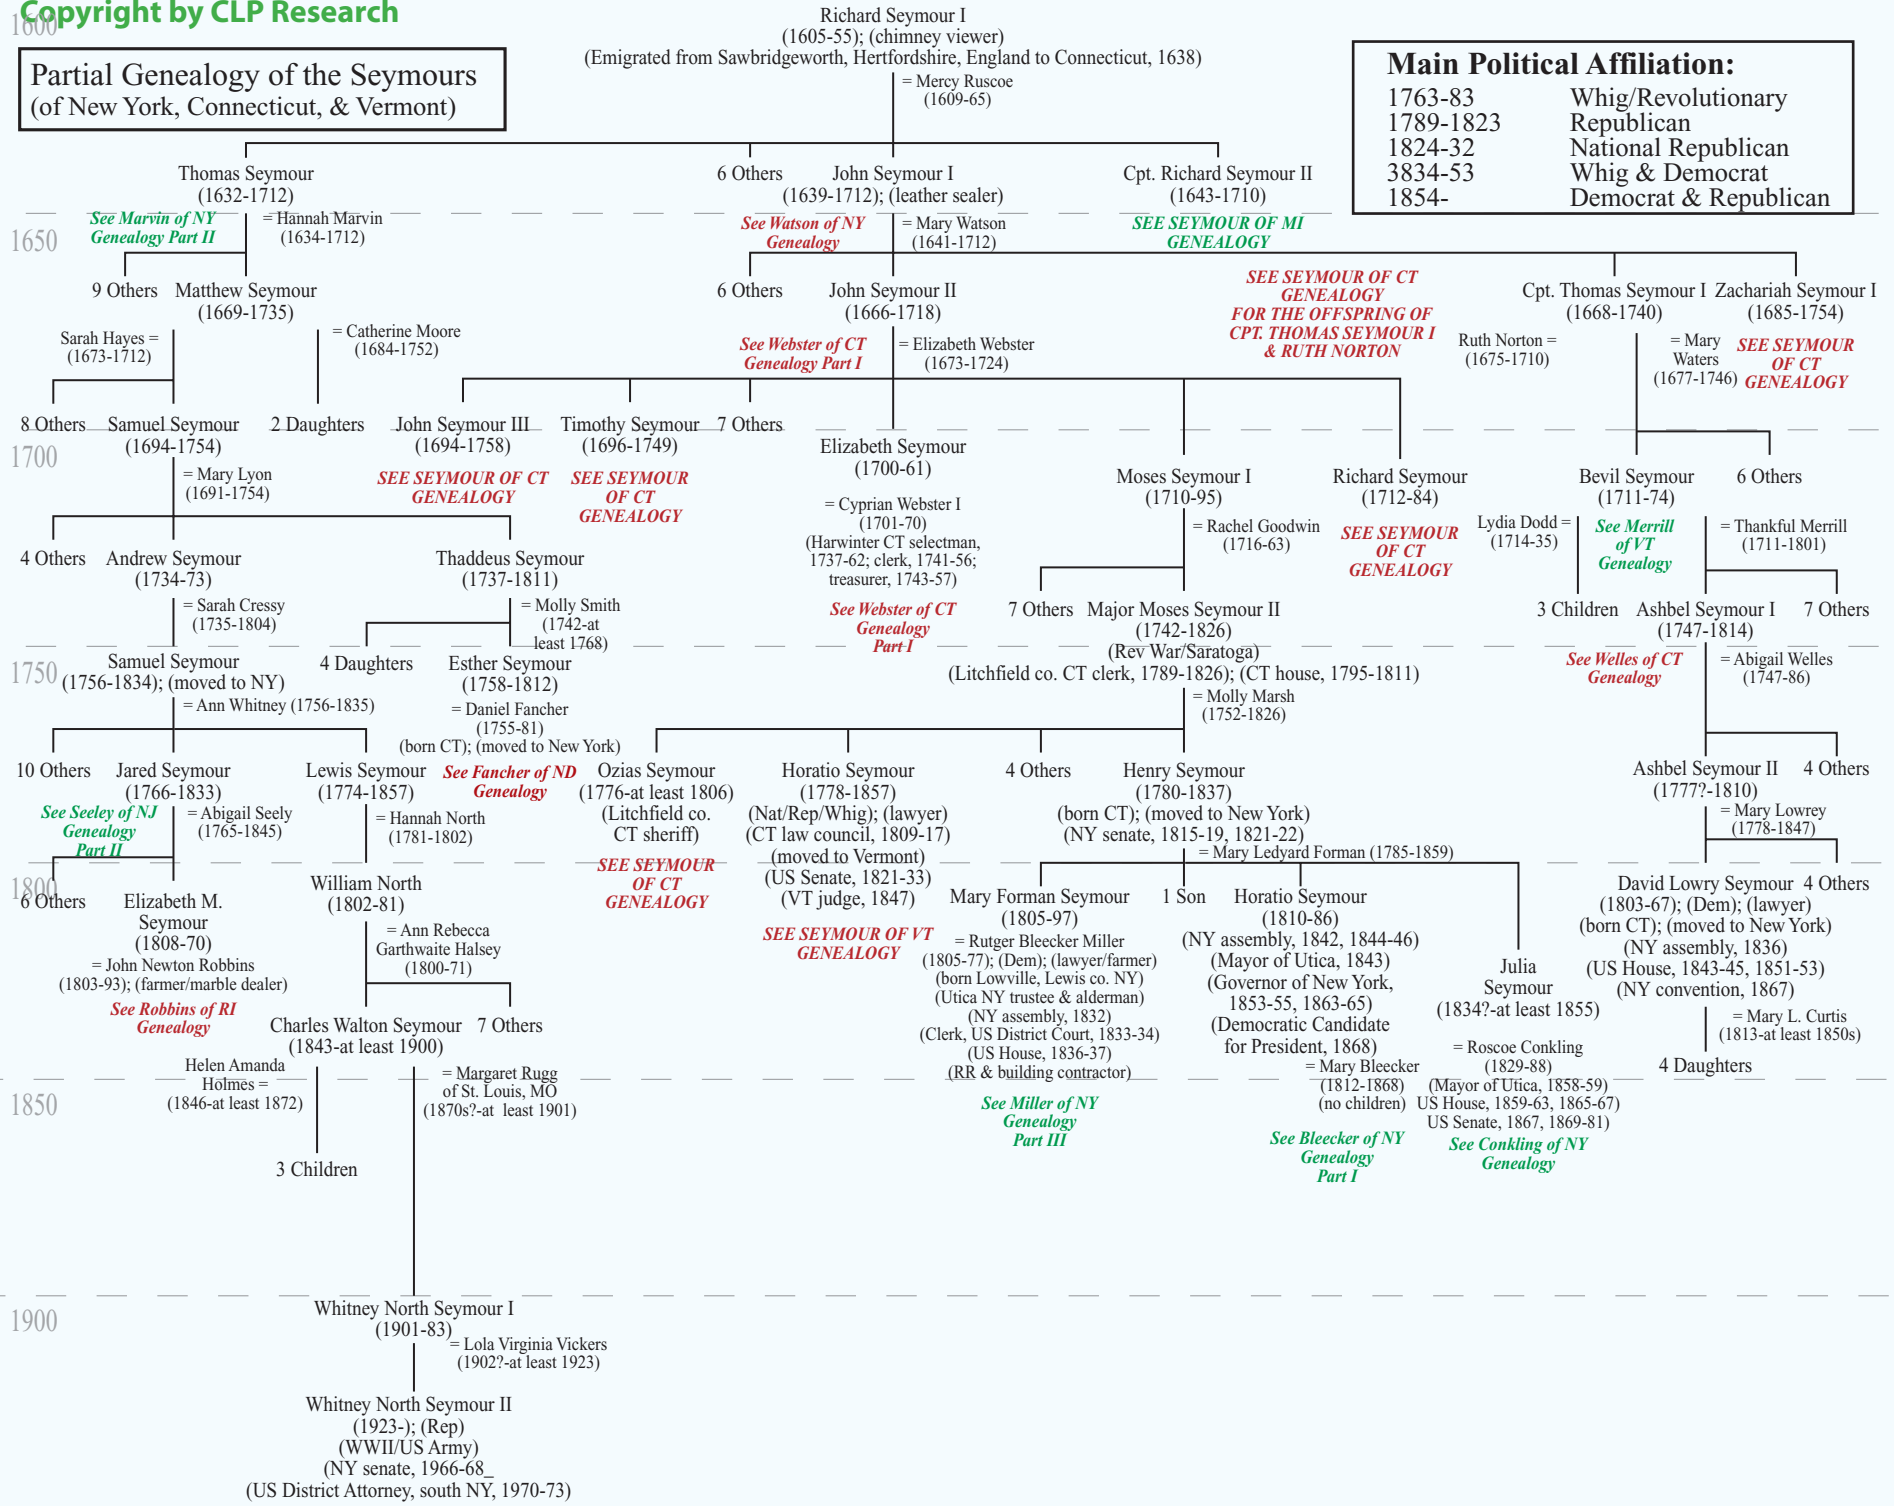 Copyright by CLP Research
1600
Partial Genealogy of the Seymours
(of New York, Connecticut, & Vermont)
Richard Seymour I
(1605-55); (chimney viewer)
(Emigrated from Sawbridgeworth, Hertfordshire, England to Connecticut, 1638)
= Mercy Ruscoe
(1609-65)
Main Political Affiliation:
1763-83 Whig/Revolutionary
1789-1823 Republican
1824-32 National Republican
3834-53 Whig & Democrat
1854- Democrat & Republican
Thomas Seymour
(1632-1712)
6 Others
John Seymour I
(1639-1712); (leather sealer)
Cpt. Richard Seymour II
(1643-1710)
See Marvin of NY
Genealogy Part II
= Hannah Marvin
(1634-1712)
See Watson of NY
Genealogy
= Mary Watson
(1641-1712)
SEE SEYMOUR OF MI
GENEALOGY
1650
9 Others
Matthew Seymour
(1669-1735)
6 Others
John Seymour II
(1666-1718)
SEE SEYMOUR OF CT
GENEALOGY
FOR THE OFFSPRING OF
CPT. THOMAS SEYMOUR I
& RUTH NORTON
Cpt. Thomas Seymour I
(1668-1740)
Zachariah Seymour I
(1685-1754)
Sarah Hayes =
(1673-1712)
= Catherine Moore
(1684-1752)
See Webster of CT
Genealogy Part I
= Elizabeth Webster
(1673-1724)
Ruth Norton =
(1675-1710)
= Mary
Waters
(1677-1746)
SEE SEYMOUR
OF CT
GENEALOGY
8 Others
Samuel Seymour
(1694-1754)
2 Daughters
John Seymour III
(1694-1758)
Timothy Seymour
(1696-1749)
7 Others
Elizabeth Seymour
(1700-61)
1700
= Mary Lyon
(1691-1754)
SEE SEYMOUR OF CT
GENEALOGY
SEE SEYMOUR
OF CT
GENEALOGY
Moses Seymour I
(1710-95)
Richard Seymour
(1712-84)
Bevil Seymour
(1711-74)
6 Others
= Cyprian Webster I
(1701-70)
(Harwinter CT selectman,
1737-62; clerk, 1741-56;
treasurer, 1743-57)
= Rachel Goodwin
(1716-63)
SEE SEYMOUR
OF CT
GENEALOGY
Lydia Dodd =
(1714-35)
See Merrill
of VT
Genealogy
= Thankful Merrill
(1711-1801)
4 Others
Andrew Seymour
(1734-73)
Thaddeus Seymour
(1737-1811)
= Sarah Cressy
(1735-1804)
= Molly Smith
(1742-at
least 1768)
See Webster of CT
Genealogy
Part I
7 Others
Major Moses Seymour II
(1742-1826)
(Rev War/Saratoga)
(Litchfield co. CT clerk, 1789-1826); (CT house, 1795-1811)
3 Children
Ashbel Seymour I
(1747-1814)
7 Others
1750
Samuel Seymour
(1756-1834); (moved to NY)
4 Daughters
Esther Seymour
(1758-1812)
See Welles of CT
Genealogy
= Abigail Welles
(1747-86)
= Ann Whitney (1756-1835)
= Daniel Fancher
(1755-81)
(born CT); (moved to New York)
= Molly Marsh
(1752-1826)
10 Others
Jared Seymour
(1766-1833)
Lewis Seymour
(1774-1857)
See Fancher of ND
Genealogy
Ozias Seymour
(1776-at least 1806)
(Litchfield co.
CT sheriff)
Horatio Seymour
(1778-1857)
(Nat/Rep/Whig); (lawyer)
(CT law council, 1809-17)
(moved to Vermont)
(US Senate, 1821-33)
(VT judge, 1847)
4 Others
Henry Seymour
(1780-1837)
(born CT); (moved to New York)
(NY senate, 1815-19, 1821-22)
Ashbel Seymour II
(1777?-1810)
4 Others
See Seeley of NJ
Genealogy
Part II
= Abigail Seely
(1765-1845)
= Hannah North
(1781-1802)
= Mary Lowrey
(1778-1847)
SEE SEYMOUR
OF CT
GENEALOGY
= Mary Ledyard Forman (1785-1859)
1800
6 Others
Elizabeth M.
Seymour
(1808-70)
William North
(1802-81)
SEE SEYMOUR OF VT
GENEALOGY
Mary Forman Seymour
(1805-97)
1 Son
Horatio Seymour
(1810-86)
(NY assembly, 1842, 1844-46)
(Mayor of Utica, 1843)
(Governor of New York,
1853-55, 1863-65)
(Democratic Candidate
for President, 1868)
David Lowry Seymour
(1803-67); (Dem); (lawyer)
(born CT); (moved to New York)
(NY assembly, 1836)
(US House, 1843-45, 1851-53)
(NY convention, 1867)
4 Others
= John Newton Robbins
(1803-93); (farmer/marble dealer)
See Robbins of RI
Genealogy
= Ann Rebecca
Garthwaite Halsey
(1800-71)
= Rutger Bleecker Miller
(1805-77); (Dem); (lawyer/farmer)
(born Lowville, Lewis co. NY)
(Utica NY trustee & alderman)
(NY assembly, 1832)
(Clerk, US District Court, 1833-34)
(US House, 1836-37)
(RR & building contractor)
Julia
Seymour
(1834?-at least 1855)
= Mary L. Curtis
(1813-at least 1850s)
Charles Walton Seymour
(1843-at least 1900)
7 Others
= Roscoe Conkling
(1829-88)
(Mayor of Utica, 1858-59)
US House, 1859-63, 1865-67)
US Senate, 1867, 1869-81)
4 Daughters
Helen Amanda
Holmes =
(1846-at least 1872)
= Margaret Rugg
of St. Louis, MO
(1870s?-at least 1901)
= Mary Bleecker
(1812-1868)
(no children)
1850
See Miller of NY
Genealogy
Part III
See Bleecker of NY
Genealogy
Part I
See Conkling of NY
Genealogy
3 Children
1900
Whitney North Seymour I
(1901-83)
= Lola Virginia Vickers
(1902?-at least 1923)
Whitney North Seymour II
(1923-); (Rep)
(WWII/US Army)
(NY senate, 1966-68_
(US District Attorney, south NY, 1970-73)